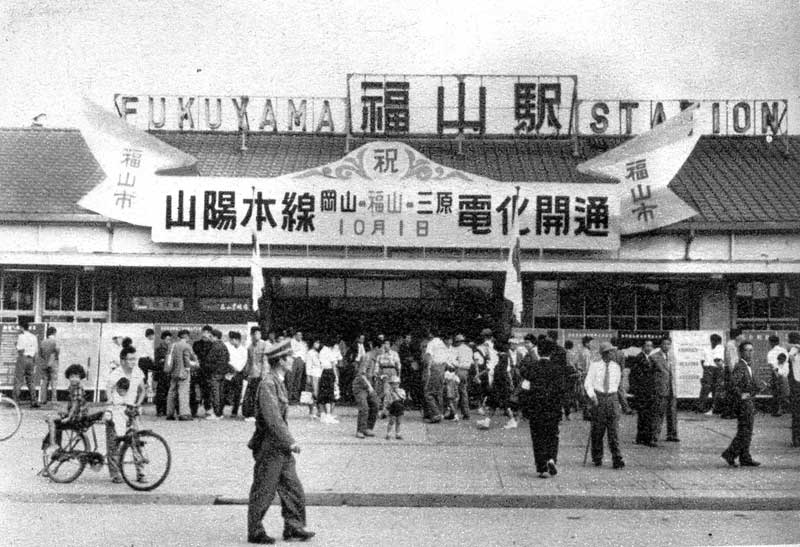 FUKUYAMA 福山駅 STATION
祝
福山市
山陽本線 岡山-福山-三原 電化開通
10月1日
福山市